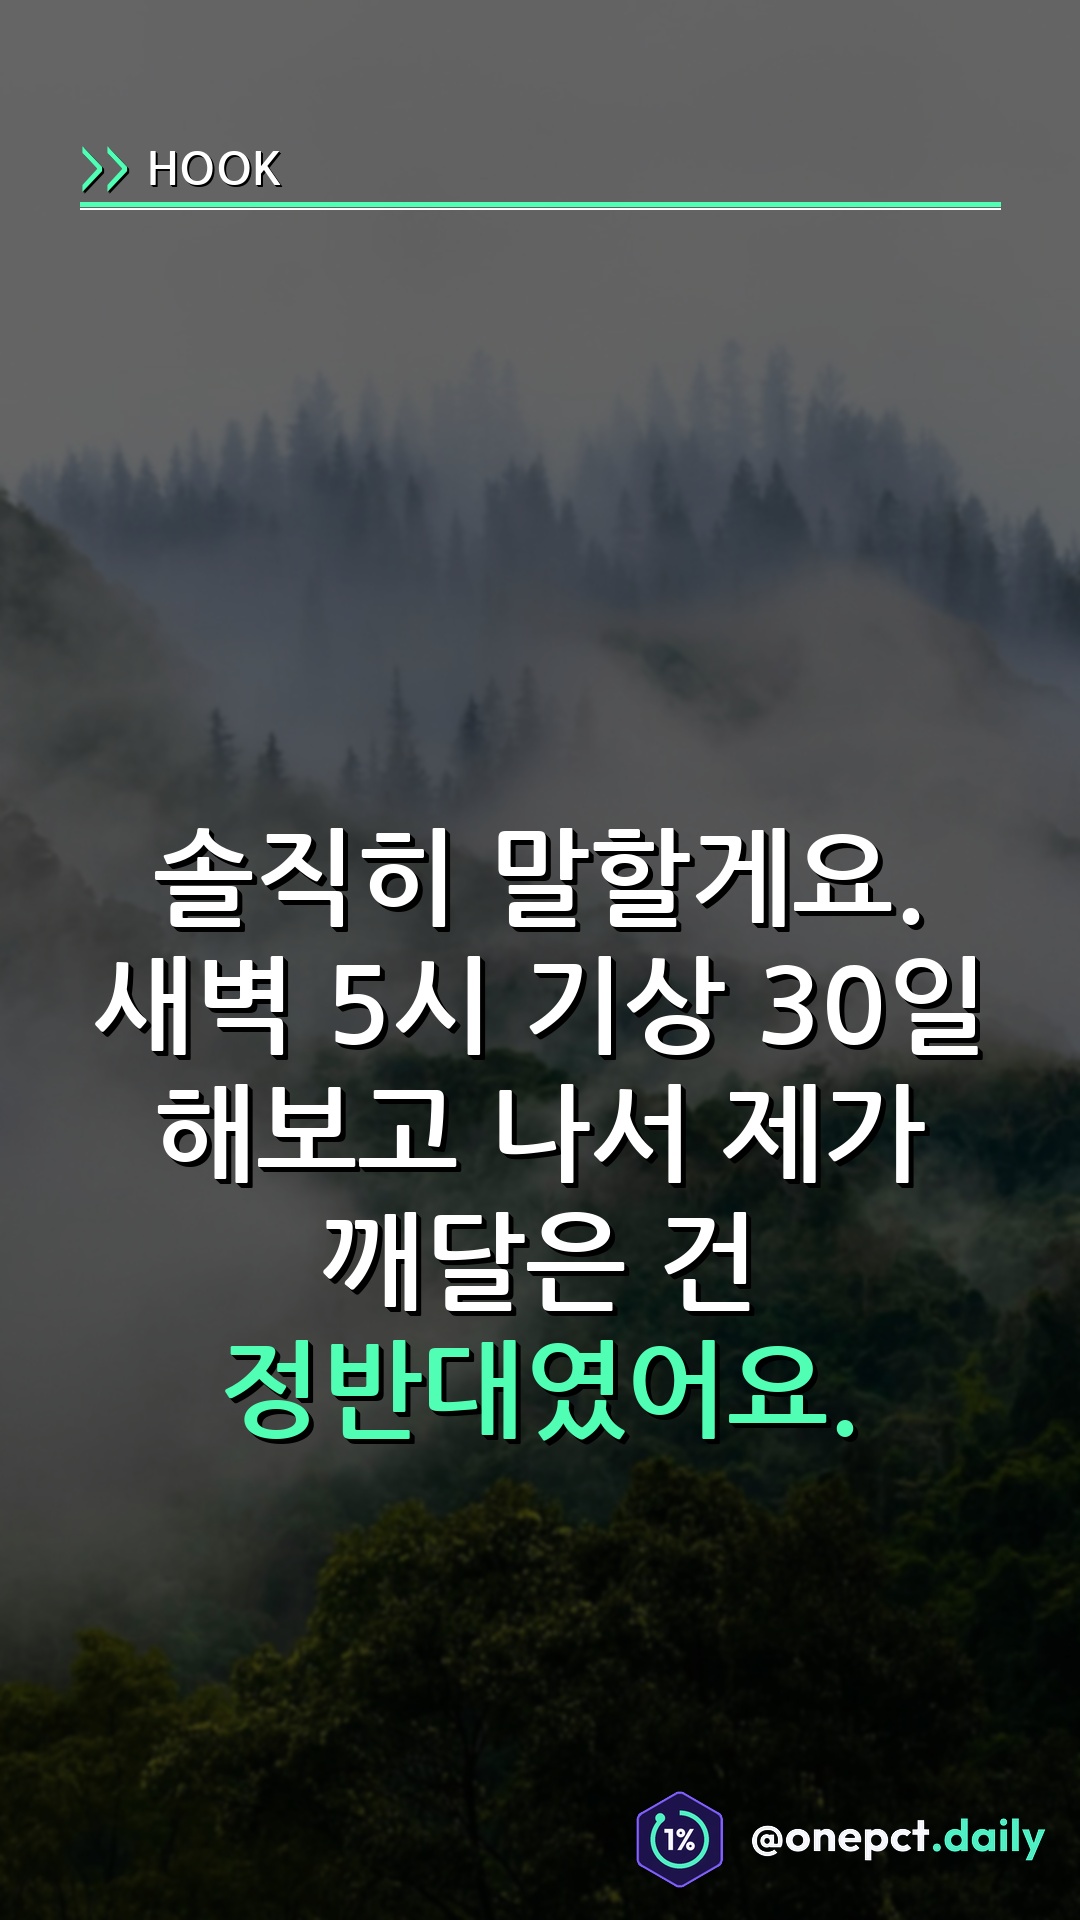 HOOK
솔직히 말할게요.
새벽 5시 기상 30일
해보고 나서 제가
깨달은 건
정반대였어요.
1% @onepct.daily